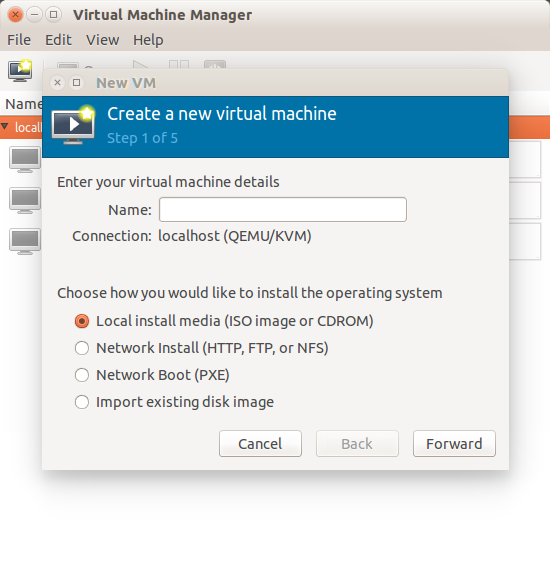 Virtual Machine Manager
File Edit View Help
New VM
Name
Create a new virtual machine
Step 1 of 5
Enter your virtual machine details
Name:
Connection: localhost (QEMU/KVM)
Choose how you would like to install the operating system
Local install media (ISO image or CDROM)
Network Install (HTTP, FTP, or NFS)
Network Boot (PXE)
Import existing disk image
Cancel Back Forward